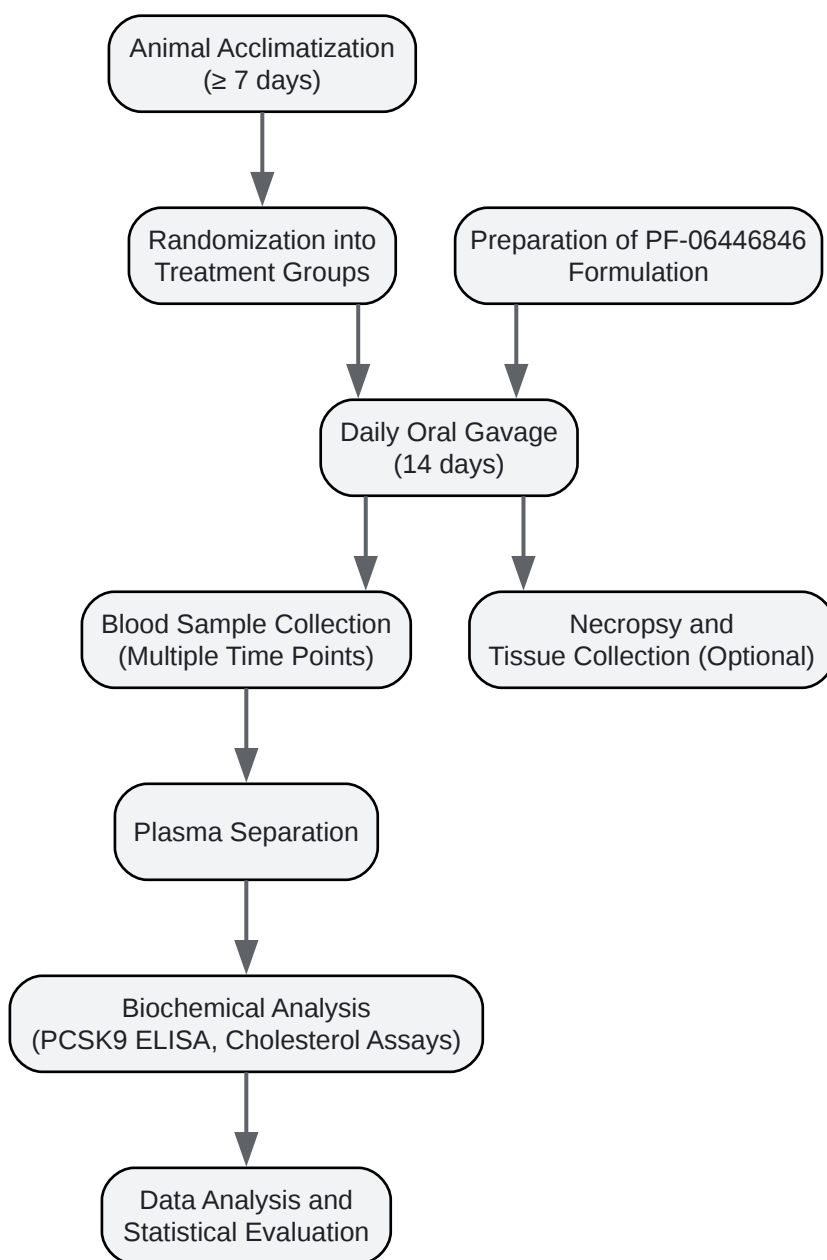 Animal Acclimatization
(≥ 7 days)
Randomization into
Treatment Groups
Preparation of PF-06446846
Formulation
Daily Oral Gavage
(14 days)
Blood Sample Collection
(Multiple Time Points)
Necropsy and
Tissue Collection (Optional)
Plasma Separation
Biochemical Analysis
(PCSK9 ELISA, Cholesterol Assays)
Data Analysis and
Statistical Evaluation